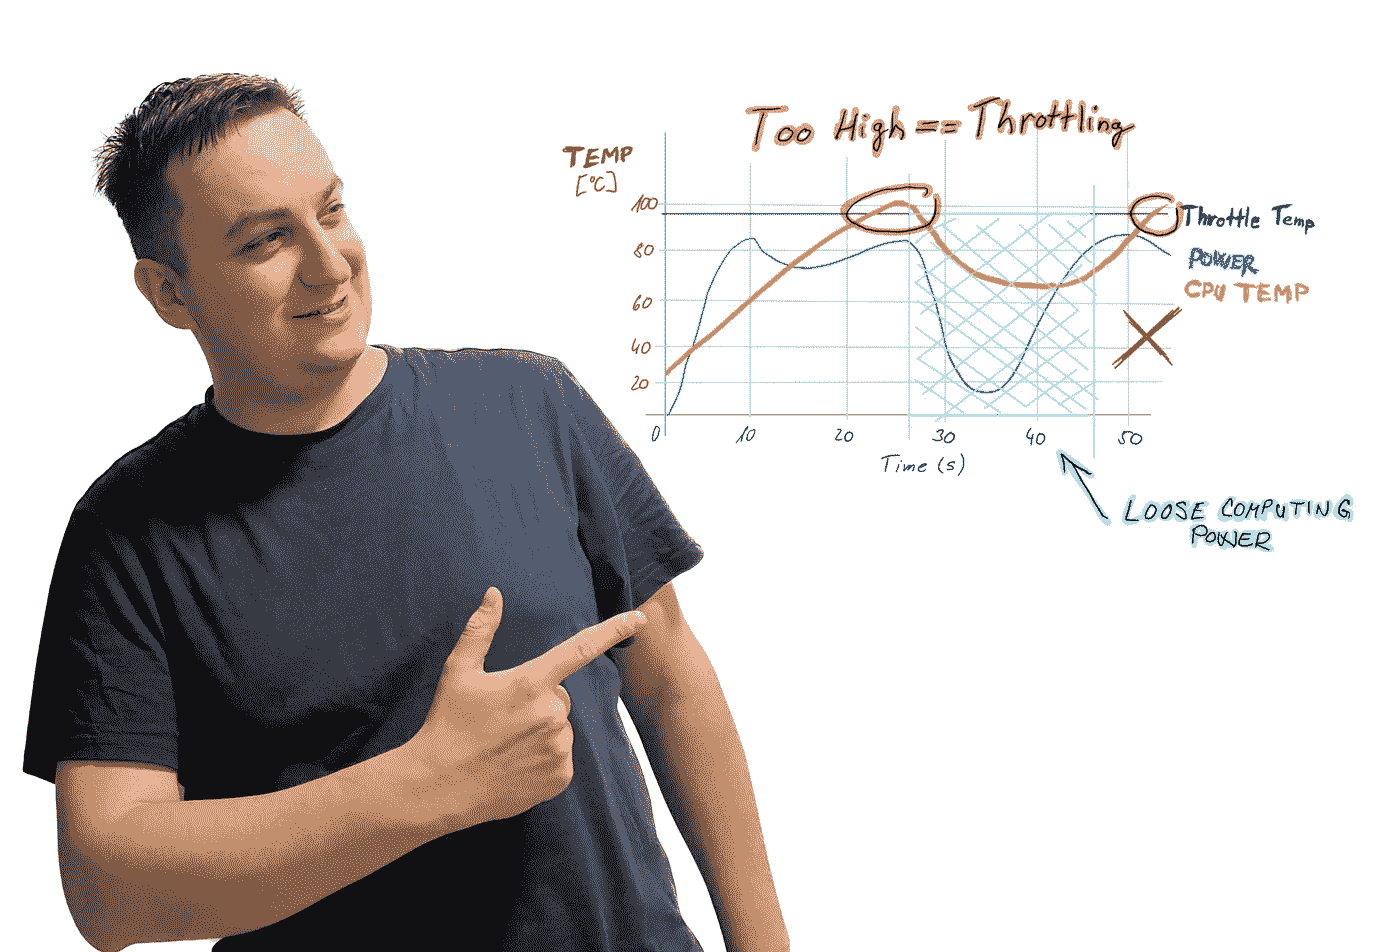 Too High == Throttling
TEMP
[°C]
100
80
60
40
20
0 10 20 30 40 50
Time (s)
Throttle Temp
POWER
CPU TEMP
LOOSE COMPUTING
POWER